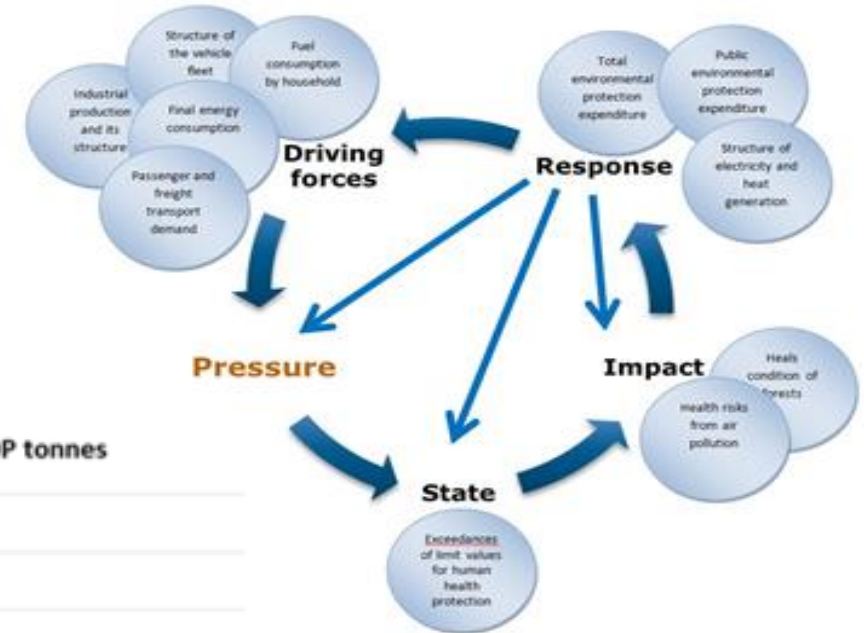 Structure of
the vehicle
fleet
Fuel
consumption
by household
Industrial
production
and its
structure
Final energy
consumption
Passenger and
freight
transport
demand
Driving
forces
Total
environmental
protection
expenditure
Public
environmental
protection
expenditure
Structure of
electricity and
heat
generation
Response
Pressure
Impact
Heals
condition of
forests
Health risks
from air
pollution
P tonnes
State
Exceedances
of limit values
for human
health
protection